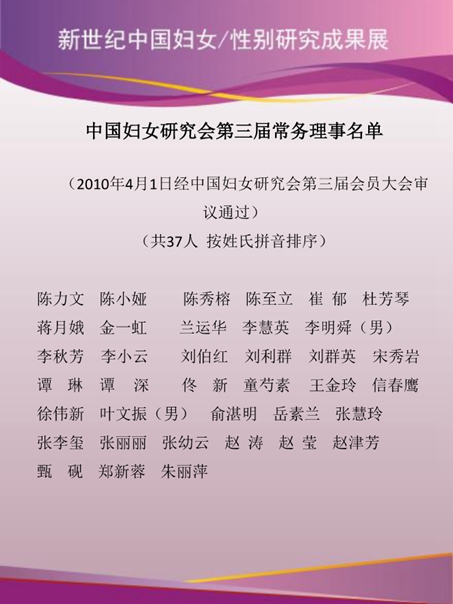 新世纪中国妇女/性别研究成果展
中国妇女研究会第三届常务理事名单
（2010年4月1日经中国妇女研究会第三届会员大会审
议通过）
（共37人 按姓氏拼音排序）
陈力文 陈小娅 陈秀榕 陈至立 崔 郁 杜芳琴
蒋月娥 金一虹 兰运华 李慧英 李明舜（男）
李秋芳 李小云 刘伯红 刘利群 刘群英 宋秀岩
谭 琳 谭 深 佟 新 童芍素 王金玲 信春鹰
徐伟新 叶文振（男） 俞湛明 岳素兰 张慧玲
张李玺 张丽丽 张幼云 赵 涛 赵 莹 赵津芳
甄 砚 郑新蓉 朱丽萍